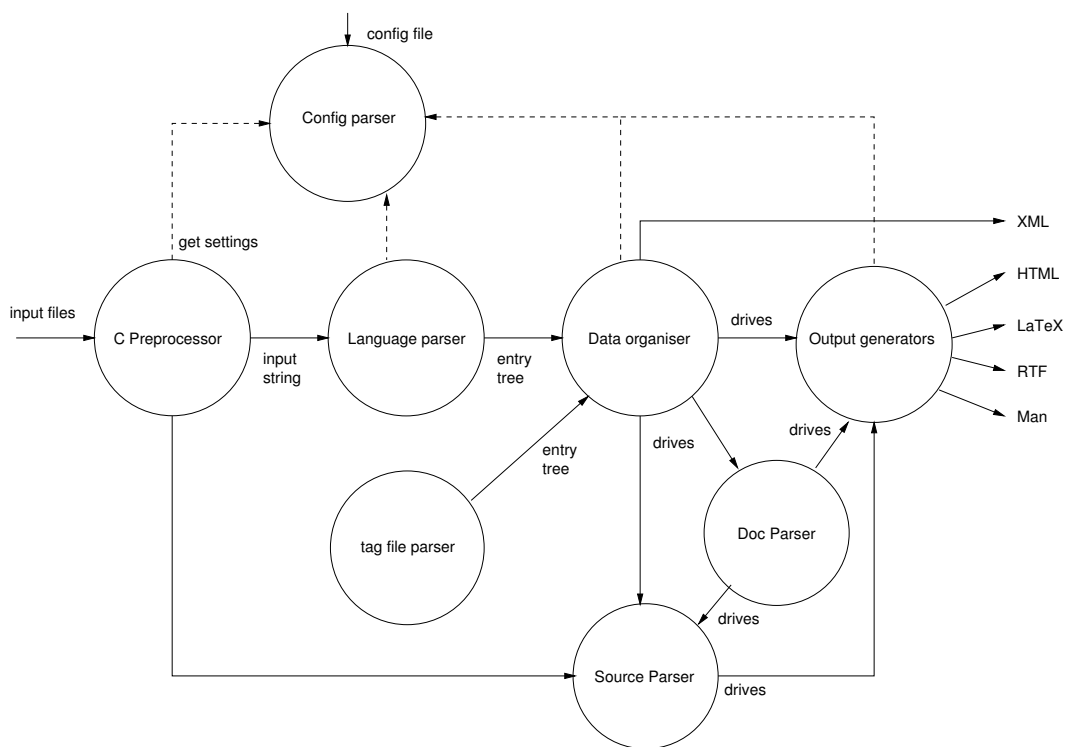 config file
Config parser
get settings
XML
HTML
input files
LaTeX
drives
C Preprocessor
Language parser
Data organiser
Output generators
input
string
entry
tree
RTF
Man
drives
drives
entry
tree
Doc Parser
tag file parser
drives
Source Parser
drives